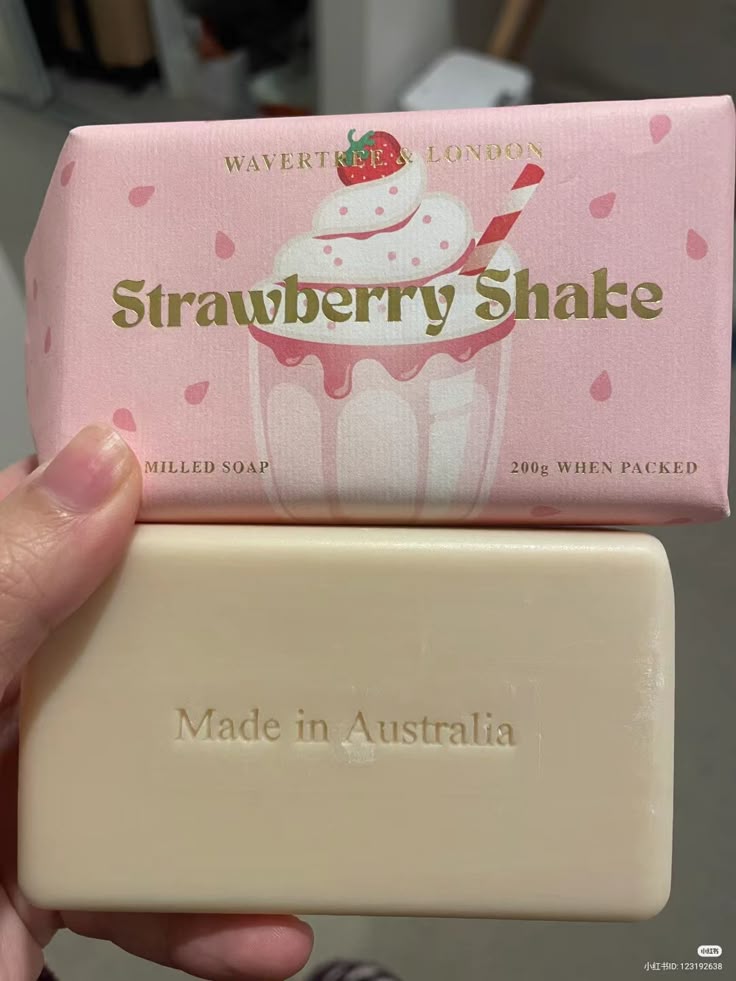 WAVERTREE & LONDON
Strawberry Shake
MILLED SOAP
200g WHEN PACKED
Made in Australia
小红书
小红书ID: 123192638